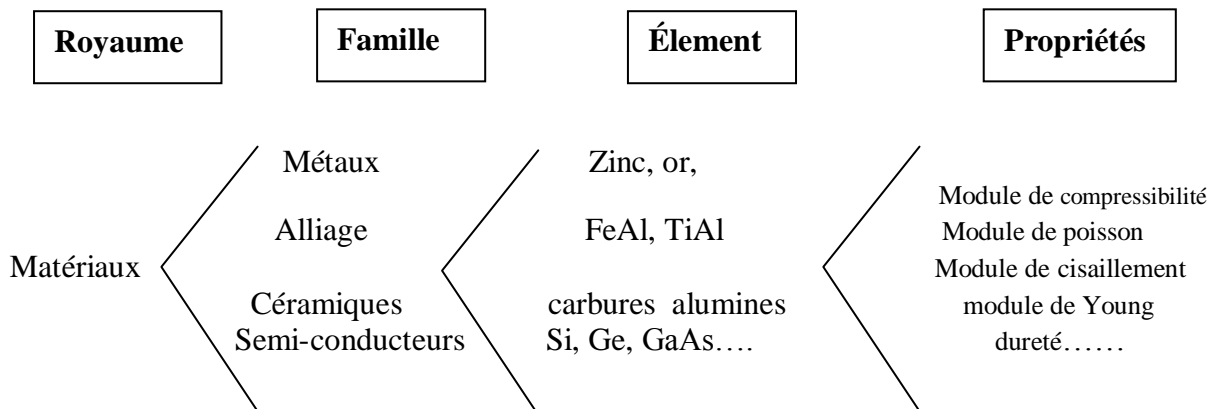 Royaume
Famille
Élement
Propriétés
Matériaux
Métaux
Alliage
Céramiques
Semi-conducteurs
Zinc, or,
FeAl, TiAl
carbures alumines
Si, Ge, GaAs….
Module de compressibilité
Module de poisson
Module de cisaillement
module de Young
dureté……